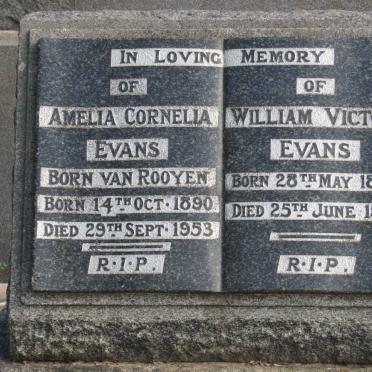 IN LOVING MEMORY
OF
AMELIA CORNELIA
EVANS
BORN VAN ROOYEN
BORN 14TH OCT. 1890
DIED 29TH SEPT. 1953
R.I.P.
OF
WILLIAM
EVANS
BORN 28TH MAY
DIED 25TH JUNE
R.I.P.